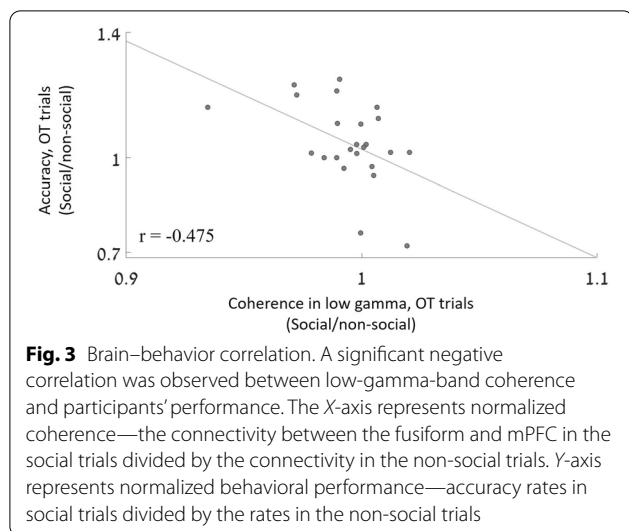 1.4
Accuracy, OT trials
(Social/non-social)
1
r = -0.475
0.7
0.9
1
1.1
Coherence in low gamma, OT trials
(Social/non-social)
Fig. 3 Brain–behavior correlation. A significant negative
correlation was observed between low-gamma-band coherence
and participants’ performance. The X-axis represents normalized
coherence—the connectivity between the fusiform and mPFC in the
social trials divided by the connectivity in the non-social trials. Y-axis
represents normalized behavioral performance—accuracy rates in
social trials divided by the rates in the non-social trials